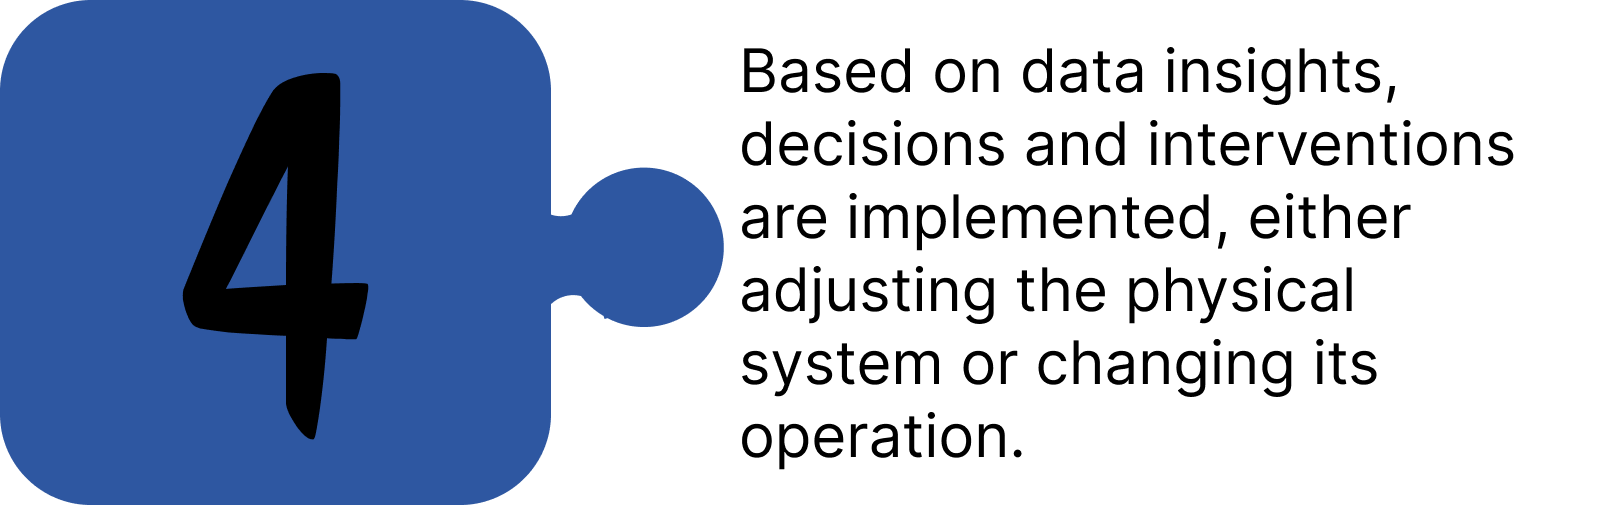 4
Based on data insights,
decisions and interventions
are implemented, either
adjusting the physical
system or changing its
operation.